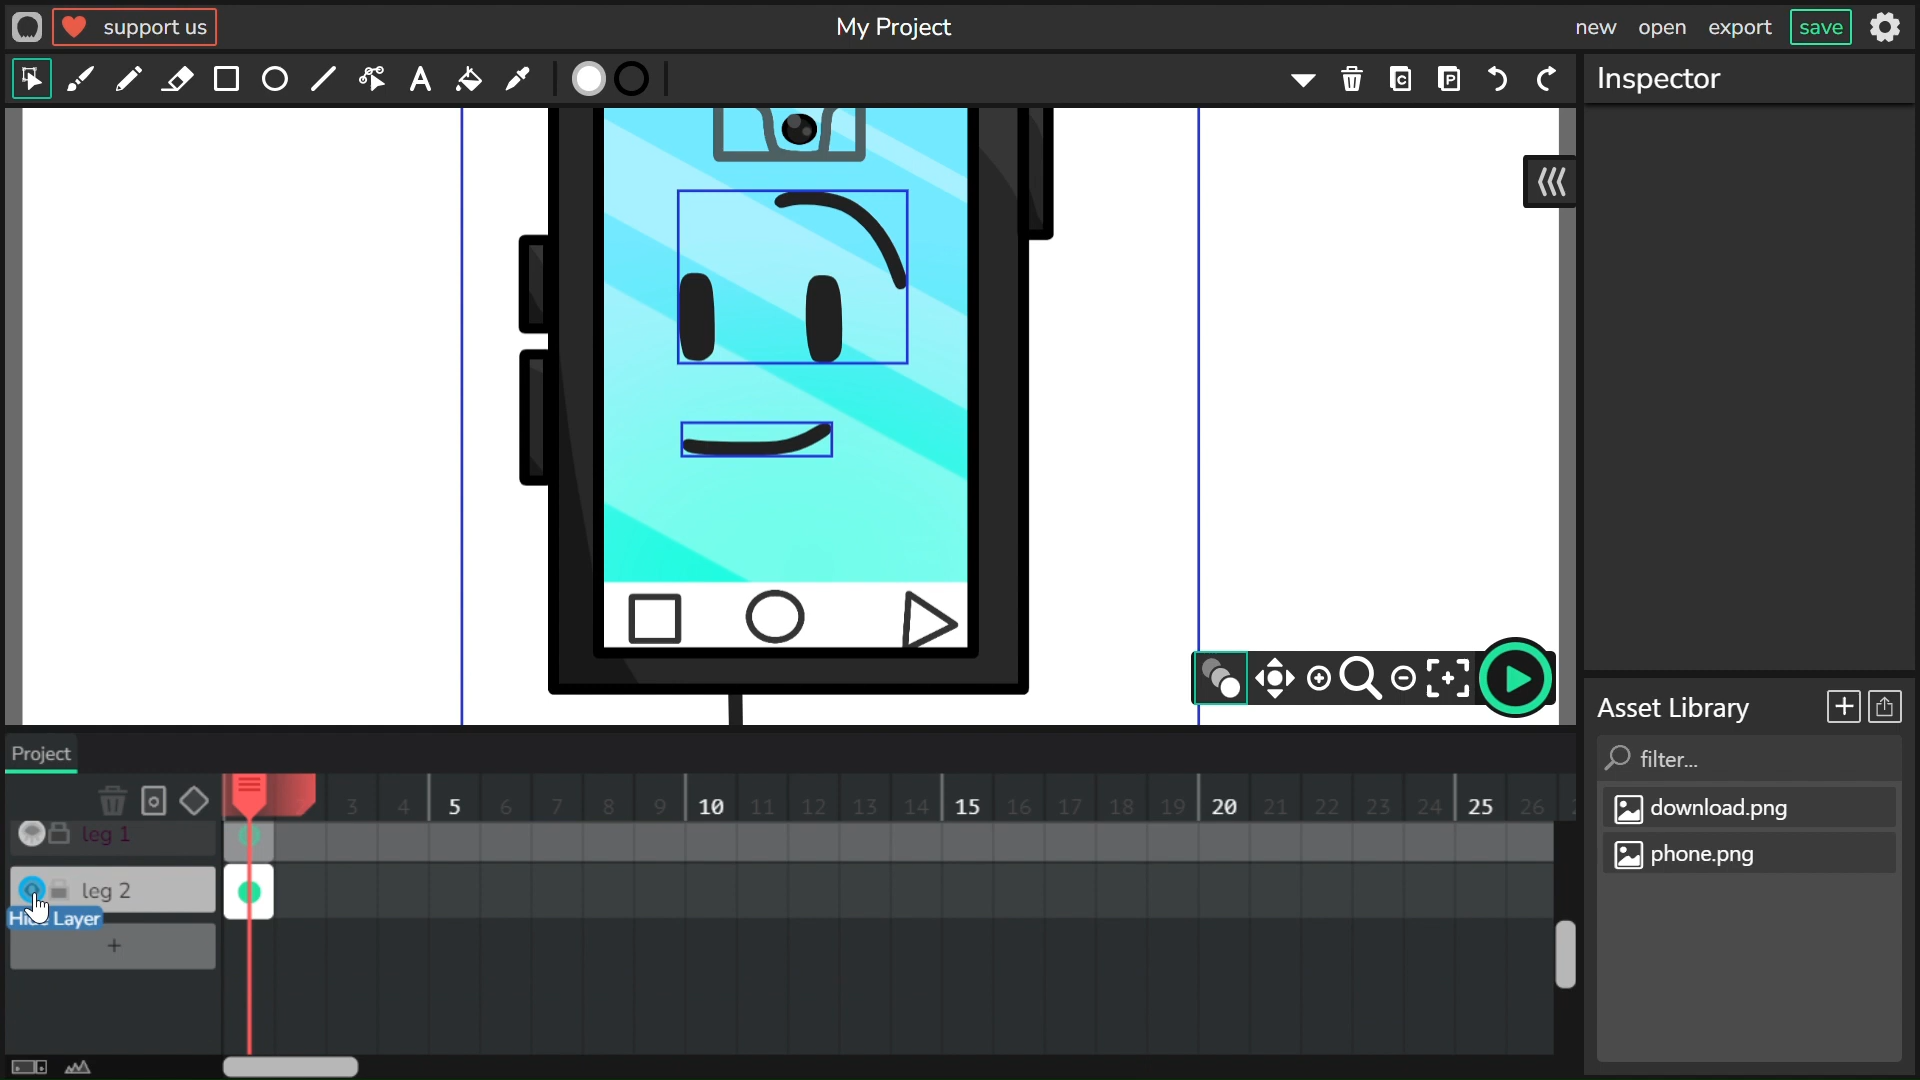 support us
My Project
new open export save
Inspector
Project
3 4 5 6 7 8 9 10 11 12 13 14 15 16 17 18 19 20 21 22 23 24 25 26
leg 1
leg 2
Hide Layer
+
Asset Library
filter...
download.png
phone.png